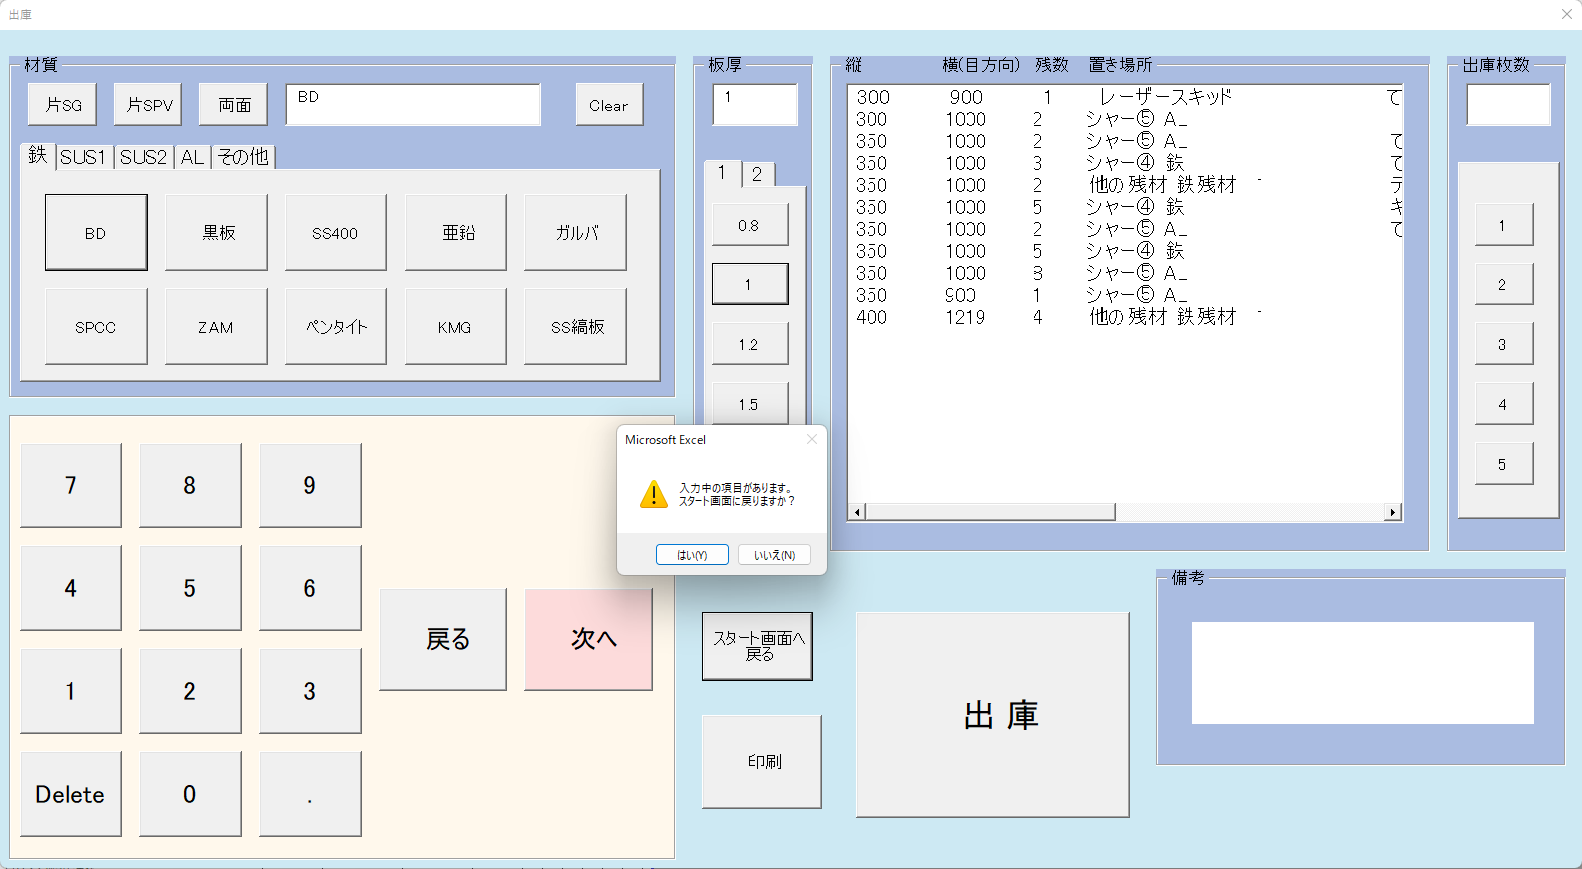 出庫
材質
片SG
片SPV
両面
BD
Clear
鉄
SUS1
SUS2
AL
その他
BD
黒板
SS400
亜鉛
ガルバ
SPCC
ZAM
ペンタイト
KMG
SS縞板
板厚
1
1
2
0.8
1
1.2
1.5
縦 横(目方向) 残数 置き場所
300 900 1 レーザースキッド て
300 1000 2 シャー⑤ A_
350 1000 2 シャー⑤ A_ て
350 1000 3 シャー④ 鉄 て
350 1000 2 他の残材 鉄残材 - テ
350 1000 5 シャー④ 鉄 キ
350 1000 2 シャー⑤ A_ て
350 1000 5 シャー④ 鉄
350 1000 8 シャー⑤ A_
350 900 1 シャー⑤ A_
400 1219 4 他の残材 鉄残材 -
出庫枚数
1
2
3
4
5
7
8
9
4
5
6
1
2
3
Delete
0
.
戻る
次へ
Microsoft Excel
入力中の項目があります。
スタート画面に戻りますか？
はい(Y)
いいえ(N)
スタート画面へ
戻る
印刷
出 庫
備考